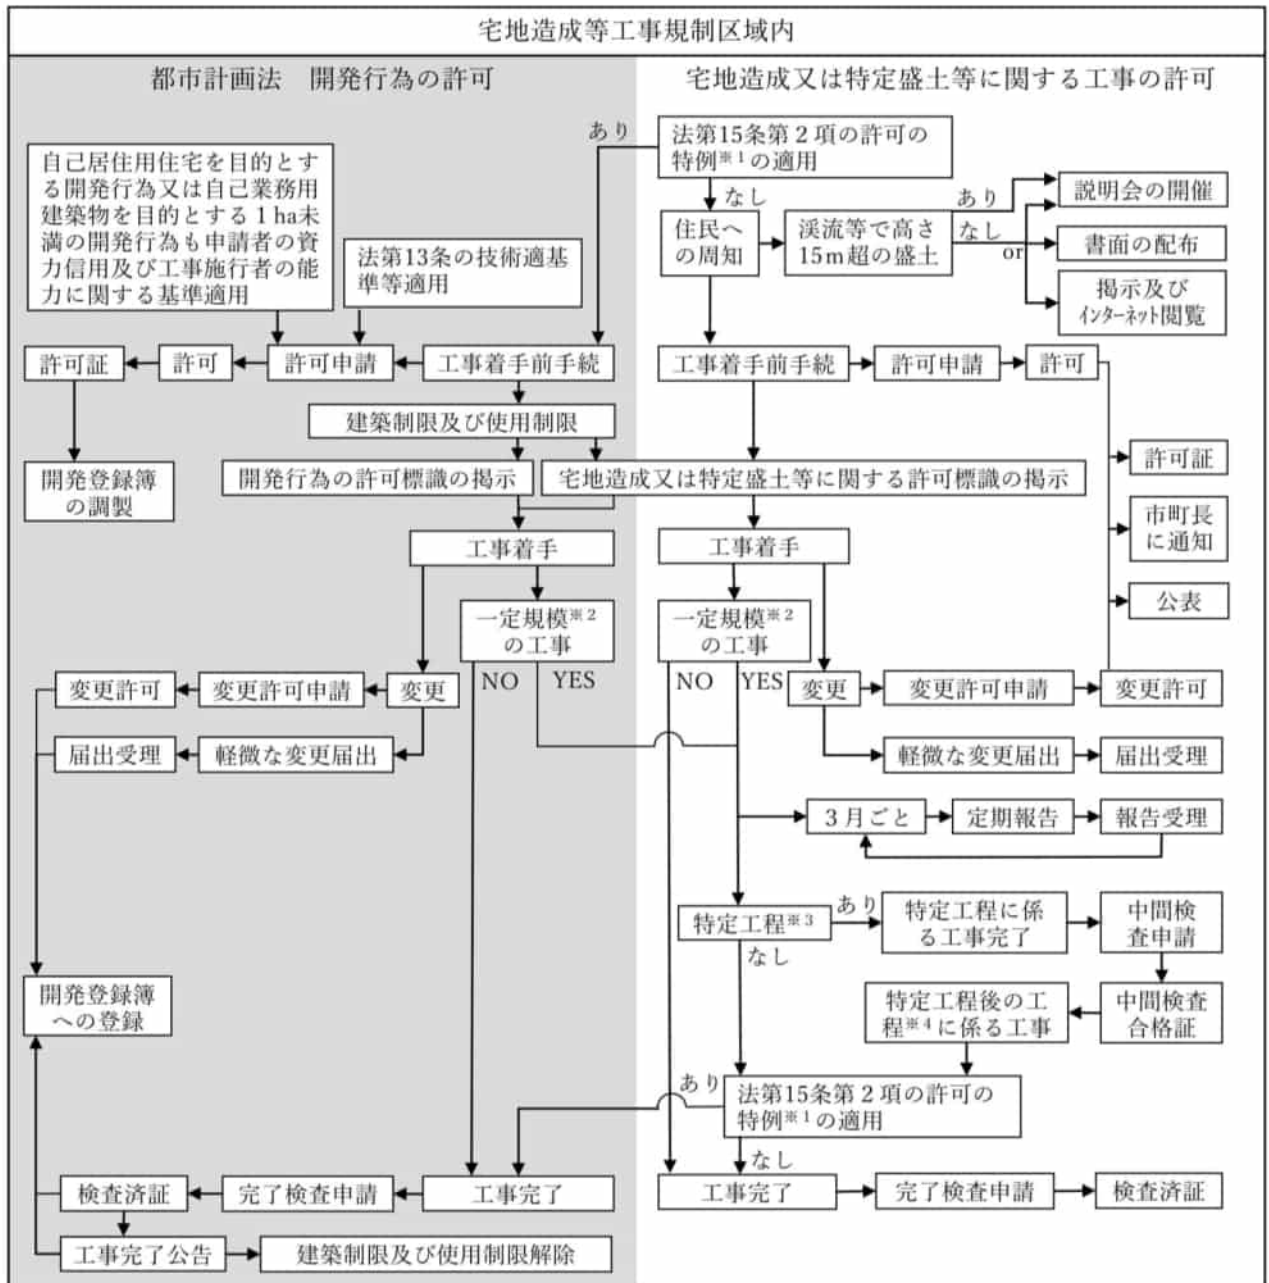 宅地造成等工事規制区域内
都市計画法　開発行為の許可
宅地造成又は特定盛土等に関する工事の許可
あり
法第15条第２項の許可の
特例※1の適用
自己居住用住宅を目的とす
る開発行為又は自己業務用
建築物を目的とする１ha未
満の開発行為も申請者の資
力信用及び工事施行者の能
力に関する基準適用
法第13条の技術適基
準等適用
なし
住民へ
の周知
渓流等で高さ
15ｍ超の盛土
あり
なし
or
説明会の開催
書面の配布
掲示及び
インターネット閲覧
許可証
許可
許可申請
工事着手前手続
工事着手前手続
許可申請
許可
建築制限及び使用制限
開発登録簿
の調製
開発行為の許可標識の掲示
宅地造成又は特定盛土等に関する許可標識の掲示
許可証
市町長
に通知
公表
工事着手
工事着手
一定規模※2
の工事
一定規模※2
の工事
NO
YES
NO
YES
変更許可
変更許可申請
変更
変更
変更許可申請
変更許可
届出受理
軽微な変更届出
軽微な変更届出
届出受理
３月ごと
定期報告
報告受理
特定工程※3
あり
なし
特定工程に係
る工事完了
中間検
査申請
開発登録簿
への登録
特定工程後の工
程※4に係る工事
中間検査
合格証
あり
法第15条第２項の許可の
特例※1の適用
なし
検査済証
完了検査申請
工事完了
工事完了
完了検査申請
検査済証
工事完了公告
建築制限及び使用制限解除